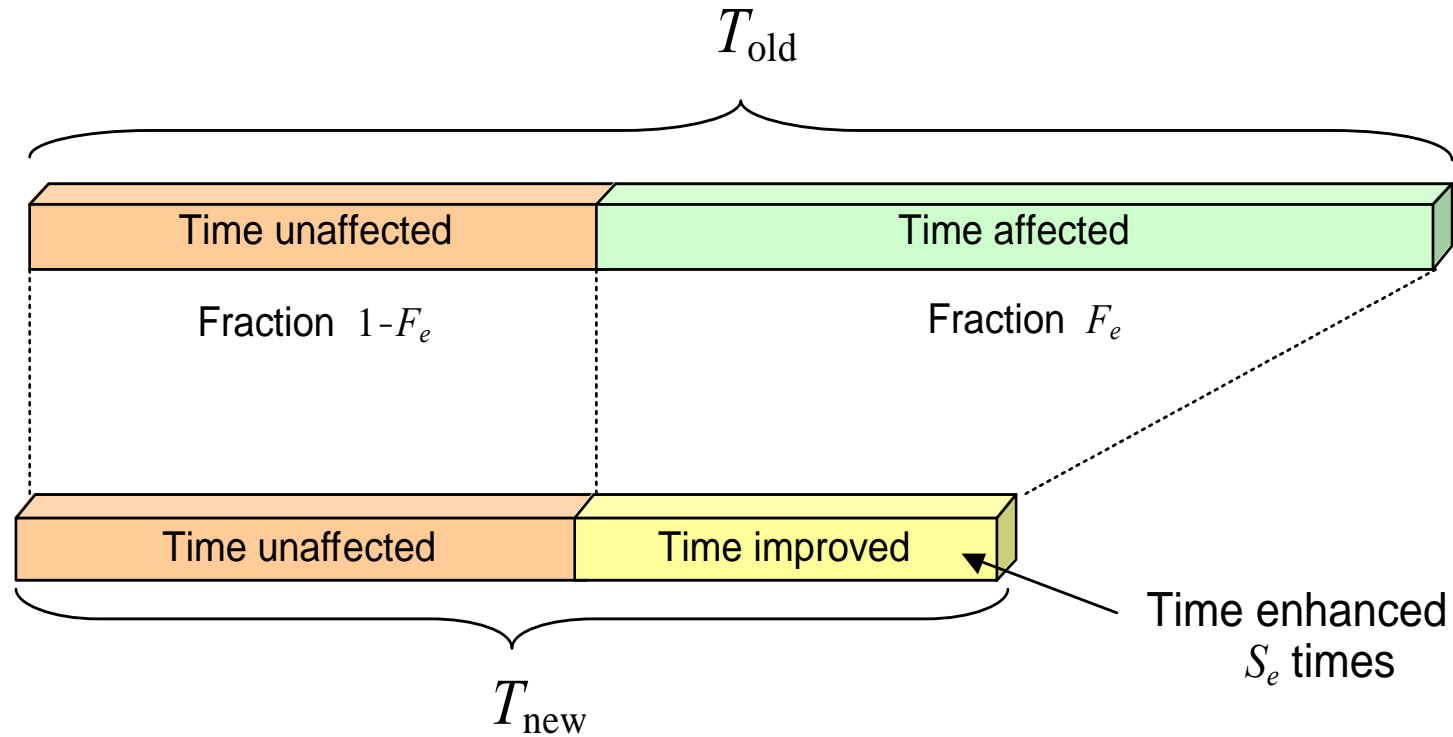 T_old
Time unaffected
Time affected
Fraction 1-F_e
Fraction F_e
Time unaffected
Time improved
Time enhanced
S_e times
T_new